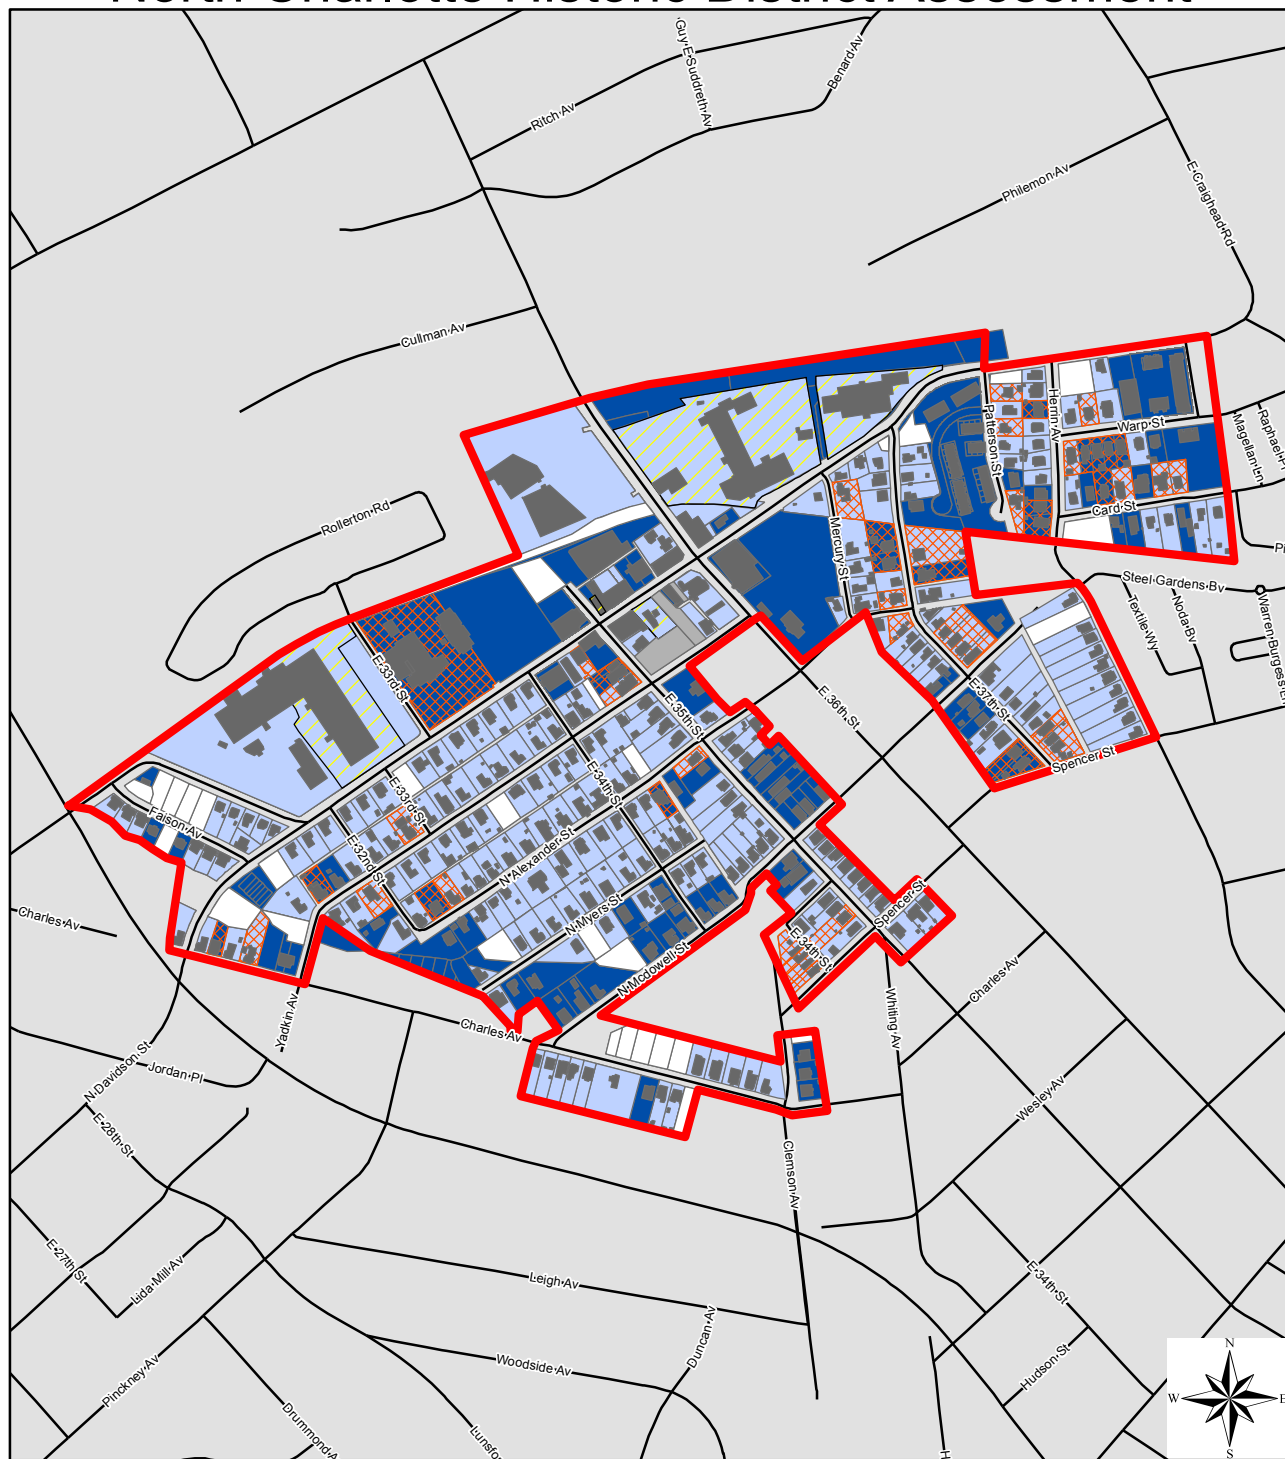 North Charlotte Historic District Assessment
Guy E Suddreth Av
Benard Av
Ritch Av
Philemon Av
E Craighead Rd
Cullman Av
Patterson St
Herrin Av
Warp St
Magellan Ln
Raphael Pl
Card St
Rollerton Rd
Mercury St
Steel Gardens Bv
Textile Wy
Noda Bv
Warren Burgess Ln
E 33rd St
E 35th St
E 36th St
E 37th St
Spencer St
E 34th St
E 33rd St
Faison Av
E 32nd St
N Alexander St
N Myers St
N Mcdowell St
Spencer St
E 34th St
Charles Av
Yadkin Av
Charles Av
Whiting Av
Charles Av
N Davidson St
Jordan Pl
E 28th St
Wesley Av
Clemson Av
E 27th St
Lida Mill Av
Leigh Av
E 34th St
Duncan Av
Woodside Av
Hudson St
Pinckney Av
Drummond A
Lunsfo
N
W
E
S